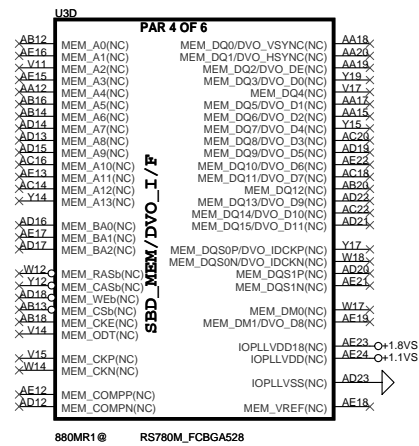 U3D
PAR 4 OF 6
AB12 MEM_A0(NC) MEM_DQ0/DVO_VSYNC(NC) AA18
AE16 MEM_A1(NC) MEM_DQ1/DVO_HSYNC(NC) AA20
V11 MEM_A2(NC) MEM_DQ2/DVO_DE(NC) AA19
AE15 MEM_A3(NC) MEM_DQ3/DVO_D0(NC) Y19
AA12 MEM_A4(NC) MEM_DQ4(NC) V17
AB16 MEM_A5(NC) MEM_DQ5/DVO_D1(NC) AA17
AB14 MEM_A6(NC) MEM_DQ6/DVO_D2(NC) AA15
AD14 MEM_A7(NC) MEM_DQ7/DVO_D4(NC) Y15
AD13 MEM_A8(NC) MEM_DQ8/DVO_D3(NC) AC20
AD15 MEM_A9(NC) MEM_DQ9/DVO_D5(NC) AD19
AC16 MEM_A10(NC) MEM_DQ10/DVO_D6(NC) AE22
AE13 MEM_A11(NC) MEM_DQ11/DVO_D7(NC) AC18
AC14 MEM_A12(NC) MEM_DQ12(NC) AB20
Y14 MEM_A13(NC) MEM_DQ13/DVO_D9(NC) AD22
MEM_DQ14/DVO_D10(NC) AC22
AD16 MEM_BA0(NC) MEM_DQ15/DVO_D11(NC) AD21
AE17 MEM_BA1(NC)
AD17 MEM_BA2(NC) MEM_DQS0P/DVO_IDCKP(NC) Y17
MEM_DQS0N/DVO_IDCKN(NC) W18
W12 MEM_RASb(NC) MEM_DQS1P(NC) AD20
Y12 MEM_CASb(NC) MEM_DQS1N(NC) AE21
AD18 MEM_WEb(NC)
AB13 MEM_CSb(NC) MEM_DM0(NC) W17
AB18 MEM_CKE(NC) MEM_DM1/DVO_D8(NC) AE19
V14 MEM_ODT(NC)
IOPLLVDD18(NC) AE23 +1.8VS
V15 MEM_CKP(NC) IOPLLVDD(NC) AE24 +1.1VS
W14 MEM_CKN(NC)
IOPLLVSS(NC) AD23
AE12 MEM_COMPP(NC)
AD12 MEM_COMPN(NC) MEM_VREF(NC) AE18
SBD_MEM/DVO_I/F
880MR1@ RS780M_FCBGA528